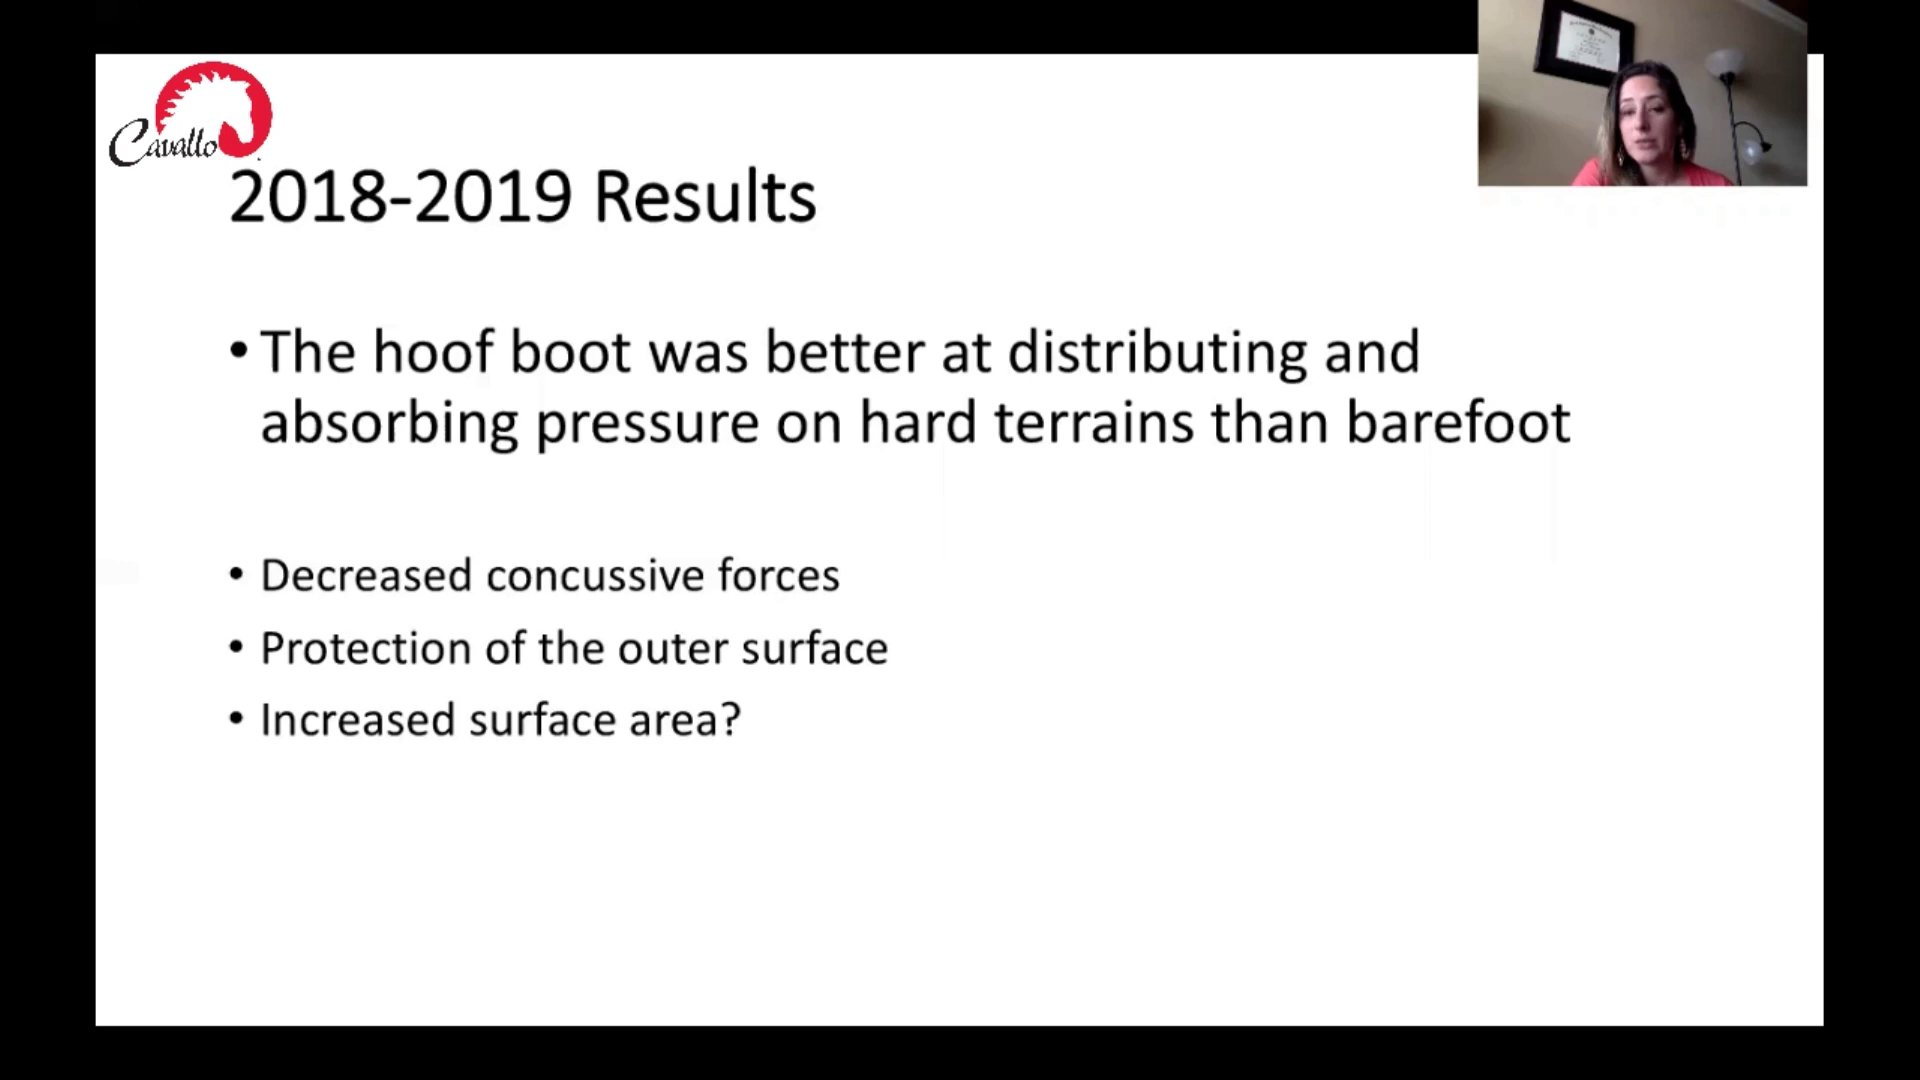 Cavallo
2018-2019 Results
• The hoof boot was better at distributing and
absorbing pressure on hard terrains than barefoot
• Decreased concussive forces
• Protection of the outer surface
• Increased surface area?